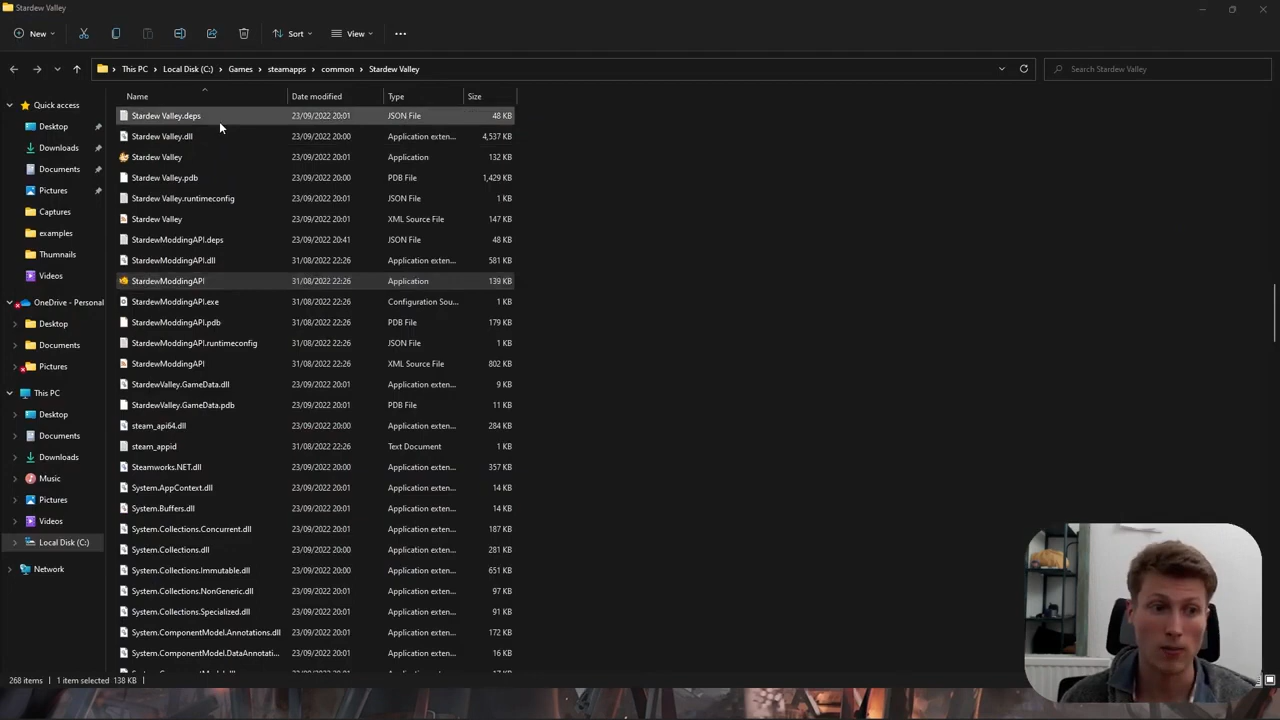 Stardew Valley
New Sort View
This PC Local Disk (C:) Games steamapps common Stardew Valley Search Stardew Valley
Name Date modified Type Size
Quick access
Desktop
Downloads
Documents
Pictures
Captures
examples
Thumnails
Videos
OneDrive - Personal
Desktop
Documents
Pictures
This PC
Desktop
Documents
Downloads
Music
Pictures
Videos
Local Disk (C:)
Network
Stardew Valley.deps 23/09/2022 20:01 JSON File 48 KB
Stardew Valley.dll 23/09/2022 20:00 Application exten... 4,537 KB
Stardew Valley 23/09/2022 20:01 Application 132 KB
Stardew Valley.pdb 23/09/2022 20:00 PDB File 1,429 KB
Stardew Valley.runtimeconfig 23/09/2022 20:01 JSON File 1 KB
Stardew Valley 23/09/2022 20:01 XML Source File 147 KB
StardewModdingAPI.deps 23/09/2022 20:41 JSON File 48 KB
StardewModdingAPI.dll 31/08/2022 22:26 Application exten... 581 KB
StardewModdingAPI 31/08/2022 22:26 Application 139 KB
StardewModdingAPI.exe 31/08/2022 22:26 Configuration Sou... 1 KB
StardewModdingAPI.pdb 31/08/2022 22:26 PDB File 179 KB
StardewModdingAPI.runtimeconfig 31/08/2022 22:26 JSON File 1 KB
StardewModdingAPI 31/08/2022 22:26 XML Source File 802 KB
StardewValley.GameData.dll 23/09/2022 20:01 Application exten... 9 KB
StardewValley.GameData.pdb 23/09/2022 20:01 PDB File 11 KB
steam_api64.dll 23/09/2022 20:00 Application exten... 284 KB
steam_appid 31/08/2022 22:26 Text Document 1 KB
Steamworks.NET.dll 23/09/2022 20:00 Application exten... 357 KB
System.AppContext.dll 23/09/2022 20:01 Application exten... 14 KB
System.Buffers.dll 23/09/2022 20:01 Application exten... 14 KB
System.Collections.Concurrent.dll 23/09/2022 20:01 Application exten... 187 KB
System.Collections.dll 23/09/2022 20:01 Application exten... 281 KB
System.Collections.Immutable.dll 23/09/2022 20:01 Application exten... 651 KB
System.Collections.NonGeneric.dll 23/09/2022 20:01 Application exten... 97 KB
System.Collections.Specialized.dll 23/09/2022 20:01 Application exten... 91 KB
System.ComponentModel.Annotations.dll 23/09/2022 20:01 Application exten... 172 KB
System.ComponentModel.DataAnnotati... 23/09/2022 20:01 Application exten... 16 KB
268 items 1 item selected 138 KB